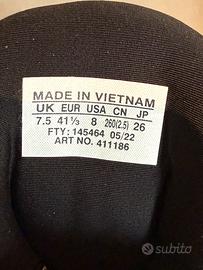 MADE IN VIETNAM
UK EUR USA CN JP
7.5 41⅓ 8 260(2.5) 26
FTY: 145464 05/22
ART NO. 411186
subito